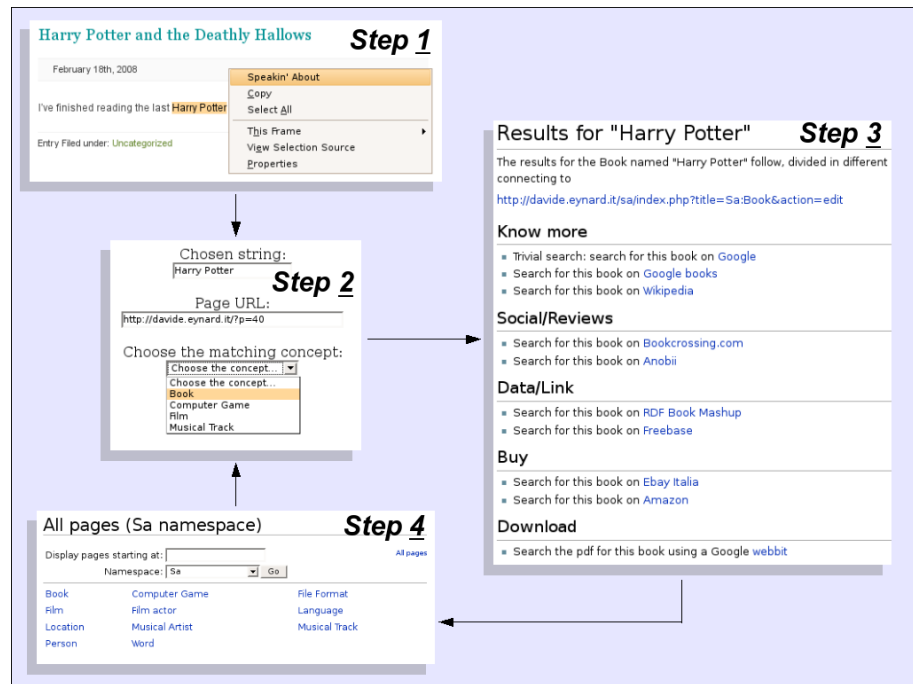 Harry Potter and the Deathly Hallows
Step 1
February 18th, 2008
I've finished reading the last Harry Potter
Entry Filed under: Uncategorized
Speakin' About
Copy
Select All
This Frame
View Selection Source
Properties
Chosen string:
Harry Potter
Step 2
Page URL:
http://davide.eynard.it/?p=40
Choose the matching concept:
Choose the concept...
Choose the concept...
Book
Computer Game
Film
Musical Track
Results for "Harry Potter"
Step 3
The results for the Book named "Harry Potter" follow, divided in different
connecting to
http://davide.eynard.it/sa/index.php?title=Sa:Book&action=edit
Know more
Trivial search: search for this book on Google
Search for this book on Google books
Search for this book on Wikipedia
Social/Reviews
Search for this book on Bookcrossing.com
Search for this book on Anobii
Data/Link
Search for this book on RDF Book Mashup
Search for this book on Freebase
Buy
Search for this book on Ebay Italia
Search for this book on Amazon
Download
Search the pdf for this book using a Google webbit
All pages (Sa namespace)
Step 4
Display pages starting at:
All pages
Namespace: Sa Go
Book Computer Game File Format
Film Film actor Language
Location Musical Artist Musical Track
Person Word